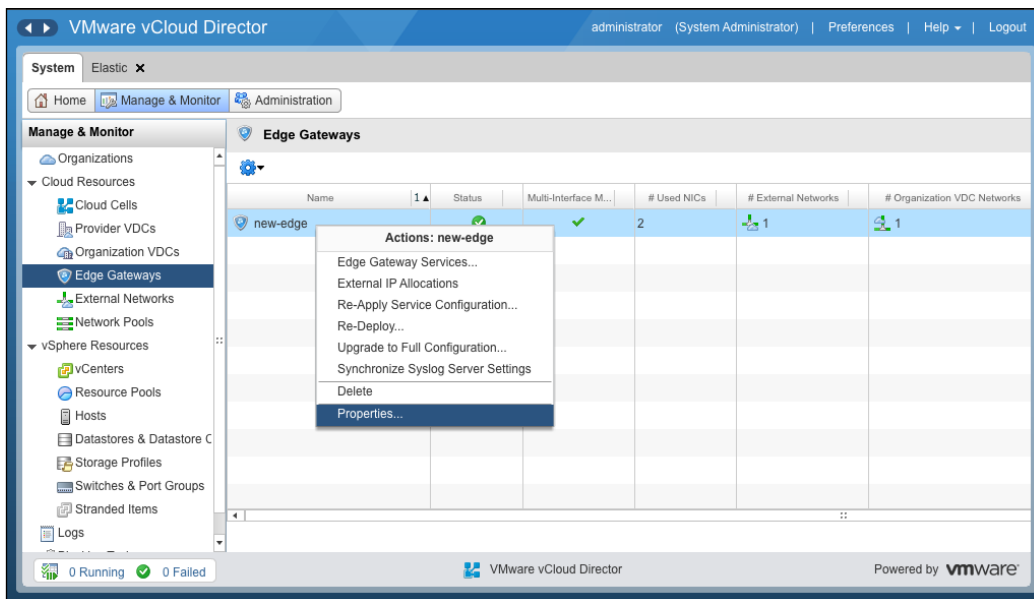 VMware vCloud Director
administrator (System Administrator) | Preferences | Help | Logout
System Elastic
Home Manage & Monitor Administration
Manage & Monitor
Organizations
Cloud Resources
Cloud Cells
Provider VDCs
Organization VDCs
Edge Gateways
External Networks
Network Pools
vSphere Resources
vCenters
Resource Pools
Hosts
Datastores & Datastore C
Storage Profiles
Switches & Port Groups
Stranded Items
Logs
Edge Gateways
Name 1▲ Status Multi-Interface M... # Used NICs # External Networks # Organization VDC Networks
new-edge 2 1 1
Actions: new-edge
Edge Gateway Services...
External IP Allocations
Re-Apply Service Configuration...
Re-Deploy...
Upgrade to Full Configuration...
Synchronize Syslog Server Settings
Delete
Properties...
0 Running 0 Failed
VMware vCloud Director
Powered by vmware